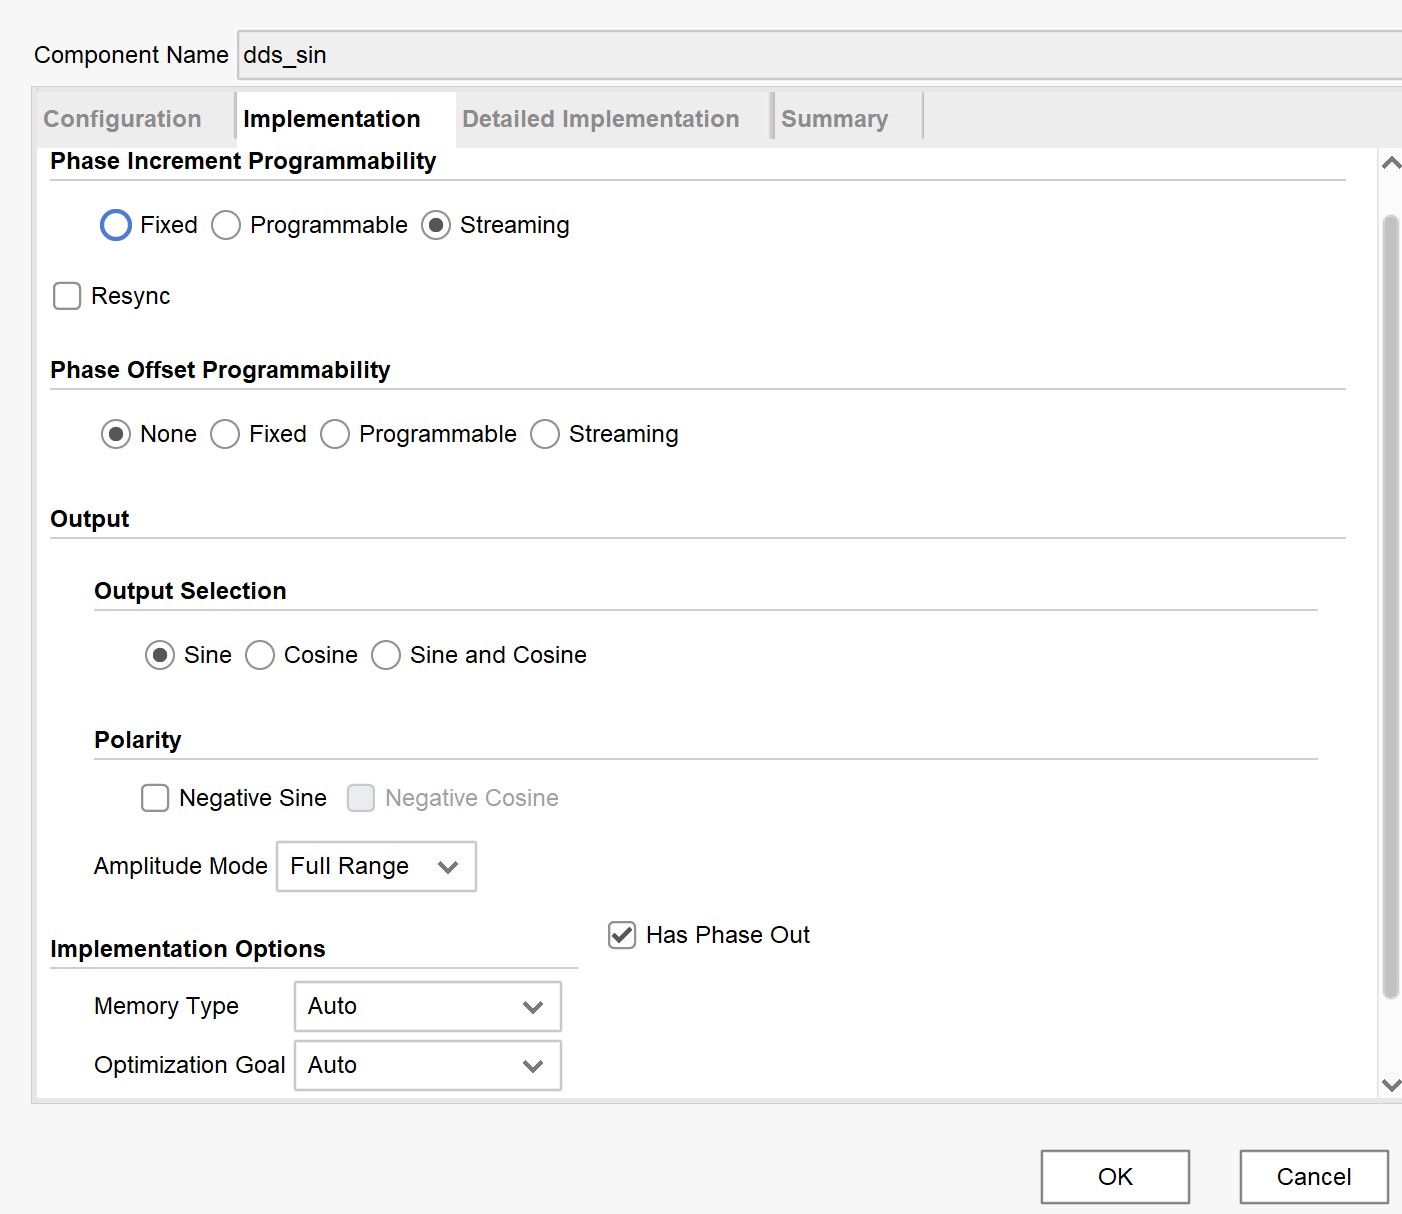 Component Name dds_sin
Configuration Implementation Detailed Implementation Summary
Phase Increment Programmability
Fixed Programmable Streaming
Resync
Phase Offset Programmability
None Fixed Programmable Streaming
Output
Output Selection
Sine Cosine Sine and Cosine
Polarity
Negative Sine Negative Cosine
Amplitude Mode Full Range
Has Phase Out
Implementation Options
Memory Type Auto
Optimization Goal Auto
OK Cancel